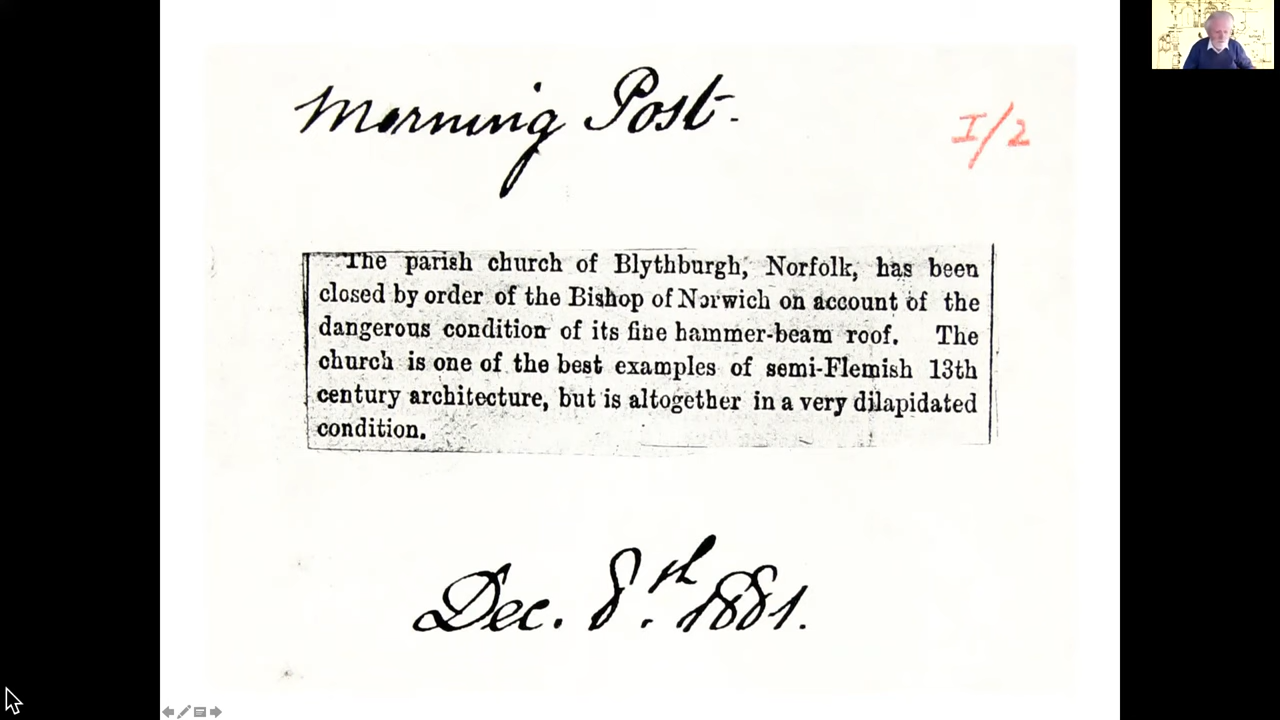 Morning Post.
I/2
The parish church of Blythburgh, Norfolk, has been
closed by order of the Bishop of Norwich on account of the
dangerous condition of its fine hammer-beam roof. The
church is one of the best examples of semi-Flemish 13th
century architecture, but is altogether in a very dilapidated
condition.
Dec. 8.th 1881.